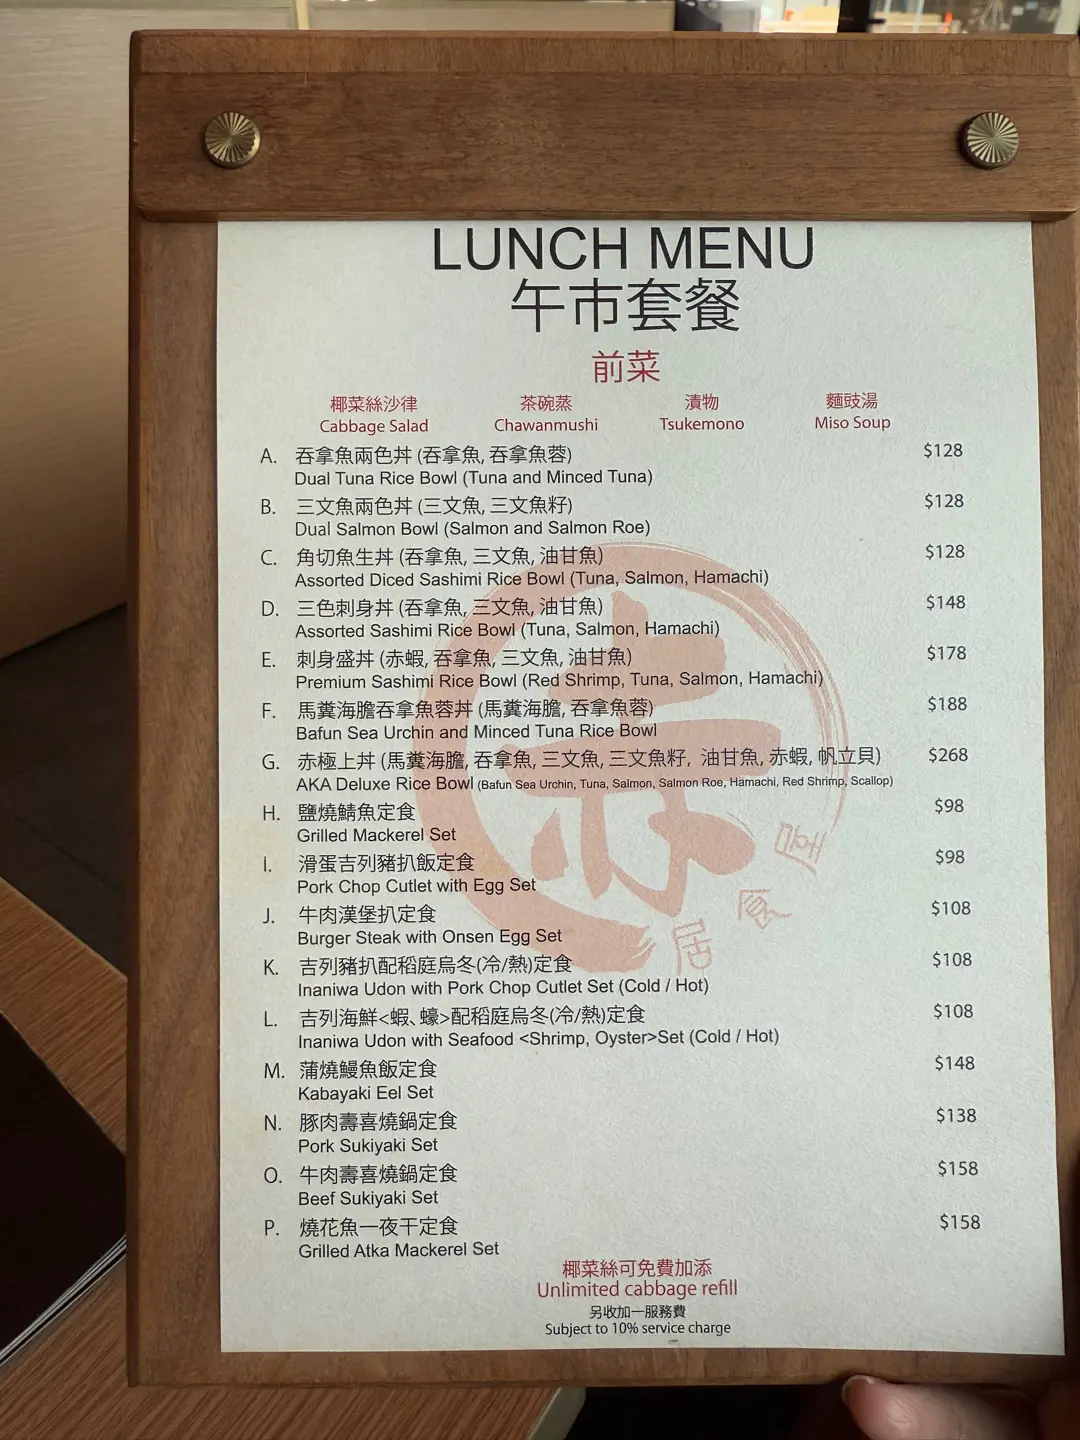 LUNCH MENU
午市套餐
前菜
椰菜絲沙律 茶碗蒸 漬物 麵豉湯
Cabbage Salad Chawanmushi Tsukemono Miso Soup
A. 吞拿魚兩色丼 (吞拿魚, 吞拿魚蓉) $128
Dual Tuna Rice Bowl (Tuna and Minced Tuna)
B. 三文魚兩色丼 (三文魚, 三文魚籽) $128
Dual Salmon Bowl (Salmon and Salmon Roe)
C. 角切魚生丼 (吞拿魚, 三文魚, 油甘魚) $128
Assorted Diced Sashimi Rice Bowl (Tuna, Salmon, Hamachi)
D. 三色刺身丼 (吞拿魚, 三文魚, 油甘魚) $148
Assorted Sashimi Rice Bowl (Tuna, Salmon, Hamachi)
E. 刺身盛丼 (赤蝦, 吞拿魚, 三文魚, 油甘魚) $178
Premium Sashimi Rice Bowl (Red Shrimp, Tuna, Salmon, Hamachi)
F. 馬糞海膽吞拿魚蓉丼 (馬糞海膽, 吞拿魚蓉) $188
Bafun Sea Urchin and Minced Tuna Rice Bowl
G. 赤極上丼 (馬糞海膽, 吞拿魚, 三文魚, 三文魚籽, 油甘魚, 赤蝦, 帆立貝) $268
AKA Deluxe Rice Bowl (Bafun Sea Urchin, Tuna, Salmon, Salmon Roe, Hamachi, Red Shrimp, Scallop)
H. 鹽燒鯖魚定食 $98
Grilled Mackerel Set
I. 滑蛋吉列豬扒飯定食 $98
Pork Chop Cutlet with Egg Set
J. 牛肉漢堡扒定食 $108
Burger Steak with Onsen Egg Set
K. 吉列豬扒配稻庭烏冬(冷/熱)定食 $108
Inaniwa Udon with Pork Chop Cutlet Set (Cold / Hot)
L. 吉列海鮮<蝦、蠔>配稻庭烏冬(冷/熱)定食 $108
Inaniwa Udon with Seafood <Shrimp, Oyster>Set (Cold / Hot)
M. 蒲燒鰻魚飯定食 $148
Kabayaki Eel Set
N. 豚肉壽喜燒鍋定食 $138
Pork Sukiyaki Set
O. 牛肉壽喜燒鍋定食 $158
Beef Sukiyaki Set
P. 燒花魚一夜干定食 $158
Grilled Atka Mackerel Set
椰菜絲可免費加添
Unlimited cabbage refill
另收加一服務費
Subject to 10% service charge
赤
居食屋